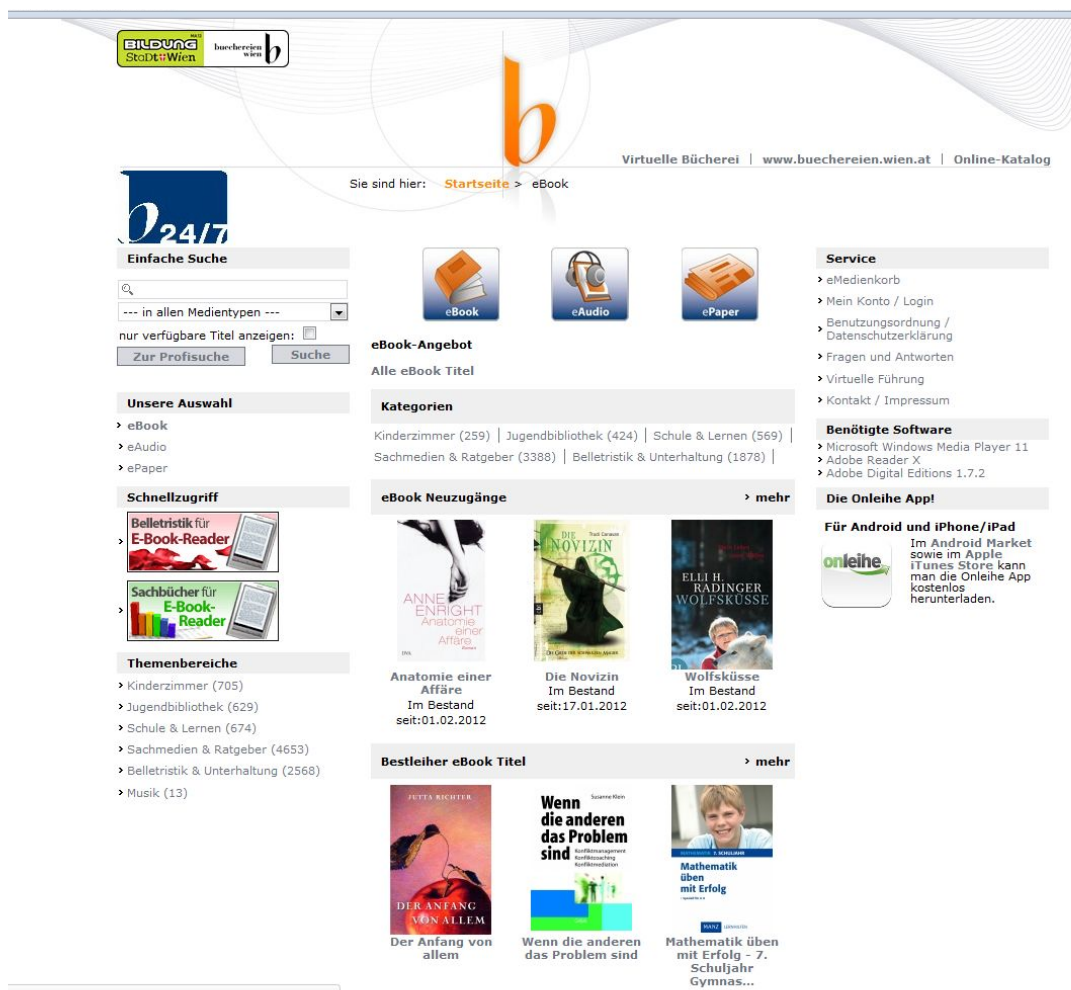 BILDUNG
StaDt Wien
buechereien
wien
b
b
Virtuelle Bücherei | www.buechereien.wien.at | Online-Katalog
Sie sind hier: Startseite > eBook
b 24/7
Einfache Suche
--- in allen Medientypen ---
nur verfügbare Titel anzeigen:
Zur Profisuche
Suche
Unsere Auswahl
eBook
eAudio
ePaper
Schnellzugriff
Belletristik für
E-Book-Reader
Sachbücher für
E-Book-
Reader
Themenbereiche
Kinderzimmer (705)
Jugendbibliothek (629)
Schule & Lernen (674)
Sachmedien & Ratgeber (4653)
Belletristik & Unterhaltung (2568)
Musik (13)
eBook
eAudio
ePaper
eBook-Angebot
Alle eBook Titel
Kategorien
Kinderzimmer (259) | Jugendbibliothek (424) | Schule & Lernen (569) |
Sachmedien & Ratgeber (3388) | Belletristik & Unterhaltung (1878) |
eBook Neuzugänge
mehr
ANNE
ENRIGHT
Anatomie
einer
Affäre
Roman
DVA
Anatomie einer
Affäre
Im Bestand
seit:01.02.2012
Trudi Canavan
DIE
NOVIZIN
Die Novizin
Im Bestand
seit:17.01.2012
ELLI H.
RADINGER
WOLFSKÜSSE
Wolfsküsse
Im Bestand
seit:01.02.2012
Bestleiher eBook Titel
mehr
JUTTA RICHTER
DER ANFANG
VON ALLEM
Der Anfang von
allem
Susanne Klein
Wenn
die anderen
das Problem
sind
Konfliktmanagement
Konfliktcoaching
Konfliktmediation
Wenn die anderen
das Problem sind
MATHEMATIK 7. SCHULJAHR
Mathematik
üben
mit Erfolg
MANZ
Mathematik üben
mit Erfolg - 7.
Schuljahr
Gymnas...
Service
eMedienkorb
Mein Konto / Login
Benutzungsordnung /
Datenschutzerklärung
Fragen und Antworten
Virtuelle Führung
Kontakt / Impressum
Benötigte Software
Microsoft Windows Media Player 11
Adobe Reader X
Adobe Digital Editions 1.7.2
Die Onleihe App!
Für Android und iPhone/iPad
onleihe
Im Android Market
sowie im Apple
iTunes Store kann
man die Onleihe App
kostenlos
herunterladen.